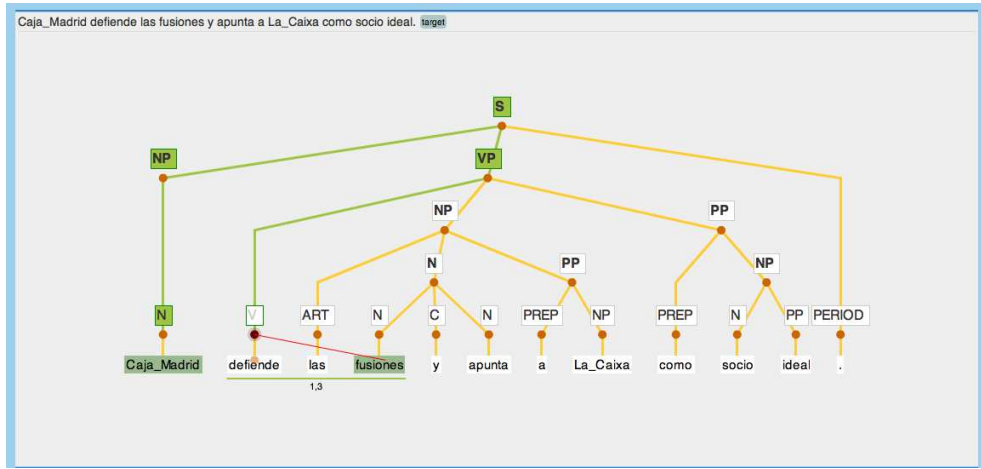 Caja_Madrid defiende las fusiones y apunta a La_Caixa como socio ideal. target
S
NP VP
NP PP
N PP NP
N V ART N C N PREP NP PREP N PP PERIOD
Caja_Madrid defiende las fusiones y apunta a La_Caixa como socio ideal .
1,3